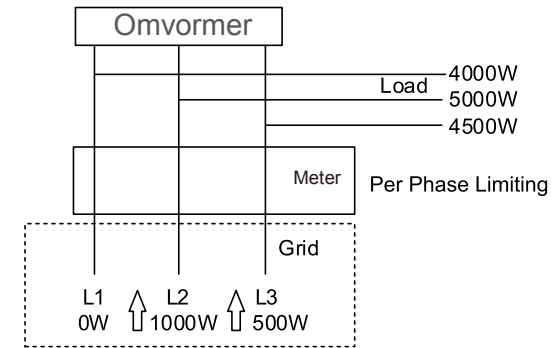 Omvormer
4000W
Load
5000W
4500W
Meter
Per Phase Limiting
Grid
L1 L2 L3
0W 1000W 500W